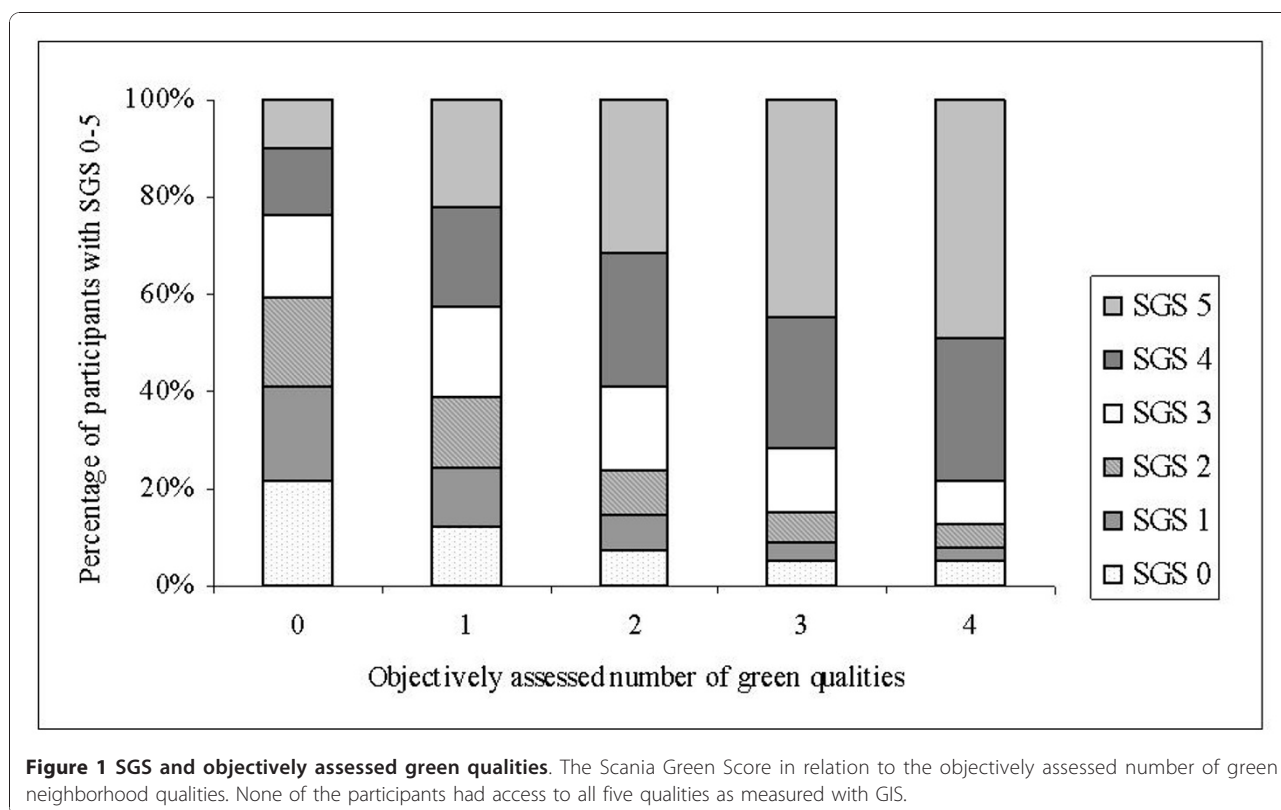 Percentage of participants with SGS 0-5
100%
80%
60%
40%
20%
0%
0 1 2 3 4
Objectively assessed number of green qualities
SGS 5
SGS 4
SGS 3
SGS 2
SGS 1
SGS 0
Figure 1 SGS and objectively assessed green qualities. The Scania Green Score in relation to the objectively assessed number of green
neighborhood qualities. None of the participants had access to all five qualities as measured with GIS.